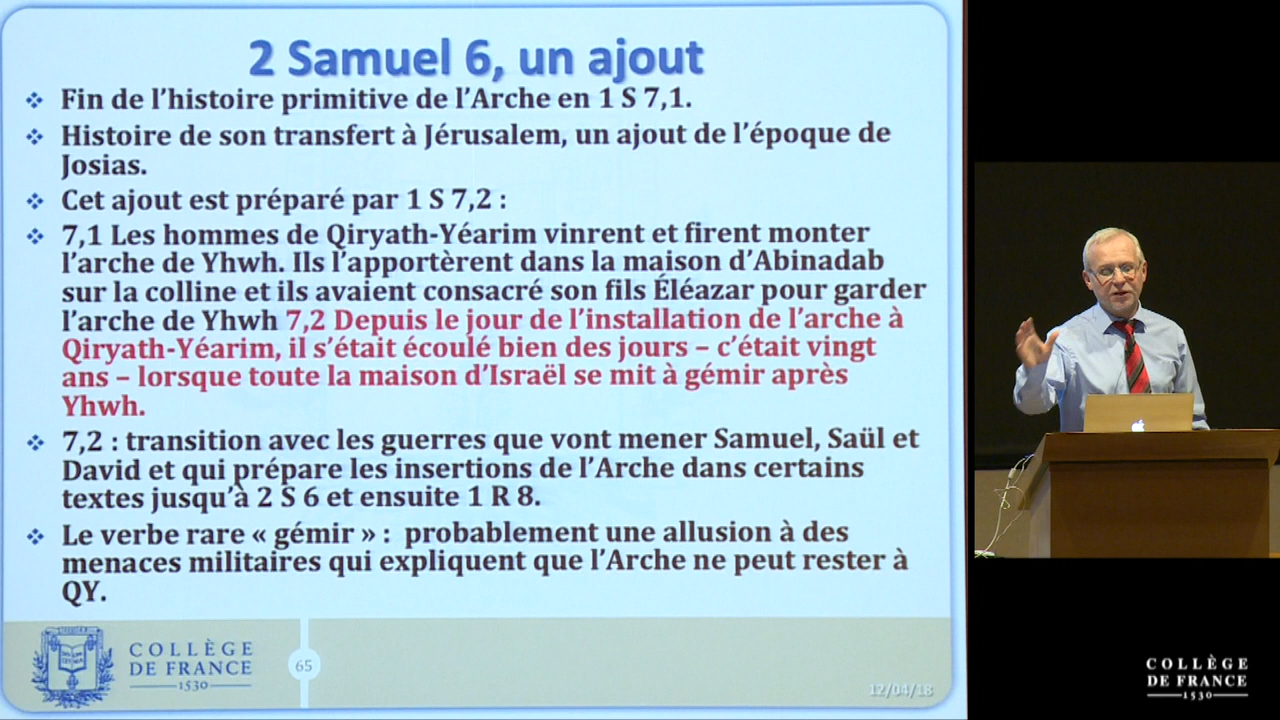 2 Samuel 6, un ajout
❖ Fin de l’histoire primitive de l’Arche en 1 S 7,1.
❖ Histoire de son transfert à Jérusalem, un ajout de l’époque de
Josias.
❖ Cet ajout est préparé par 1 S 7,2 :
❖ 7,1 Les hommes de Qiryath-Yéarim vinrent et firent monter
l’arche de Yhwh. Ils l’apportèrent dans la maison d’Abinadab
sur la colline et ils avaient consacré son fils Éléazar pour garder
l’arche de Yhwh 7,2 Depuis le jour de l’installation de l’arche à
Qiryath-Yéarim, il s’était écoulé bien des jours – c’était vingt
ans – lorsque toute la maison d’Israël se mit à gémir après
Yhwh.
❖ 7,2 : transition avec les guerres que vont mener Samuel, Saül et
David et qui prépare les insertions de l’Arche dans certains
textes jusqu’à 2 S 6 et ensuite 1 R 8.
❖ Le verbe rare « gémir » : probablement une allusion à des
menaces militaires qui expliquent que l’Arche ne peut rester à
QY.
COLLÈGE
DE FRANCE
1530
65
12/04/18
COLLÈGE
DE FRANCE
1530